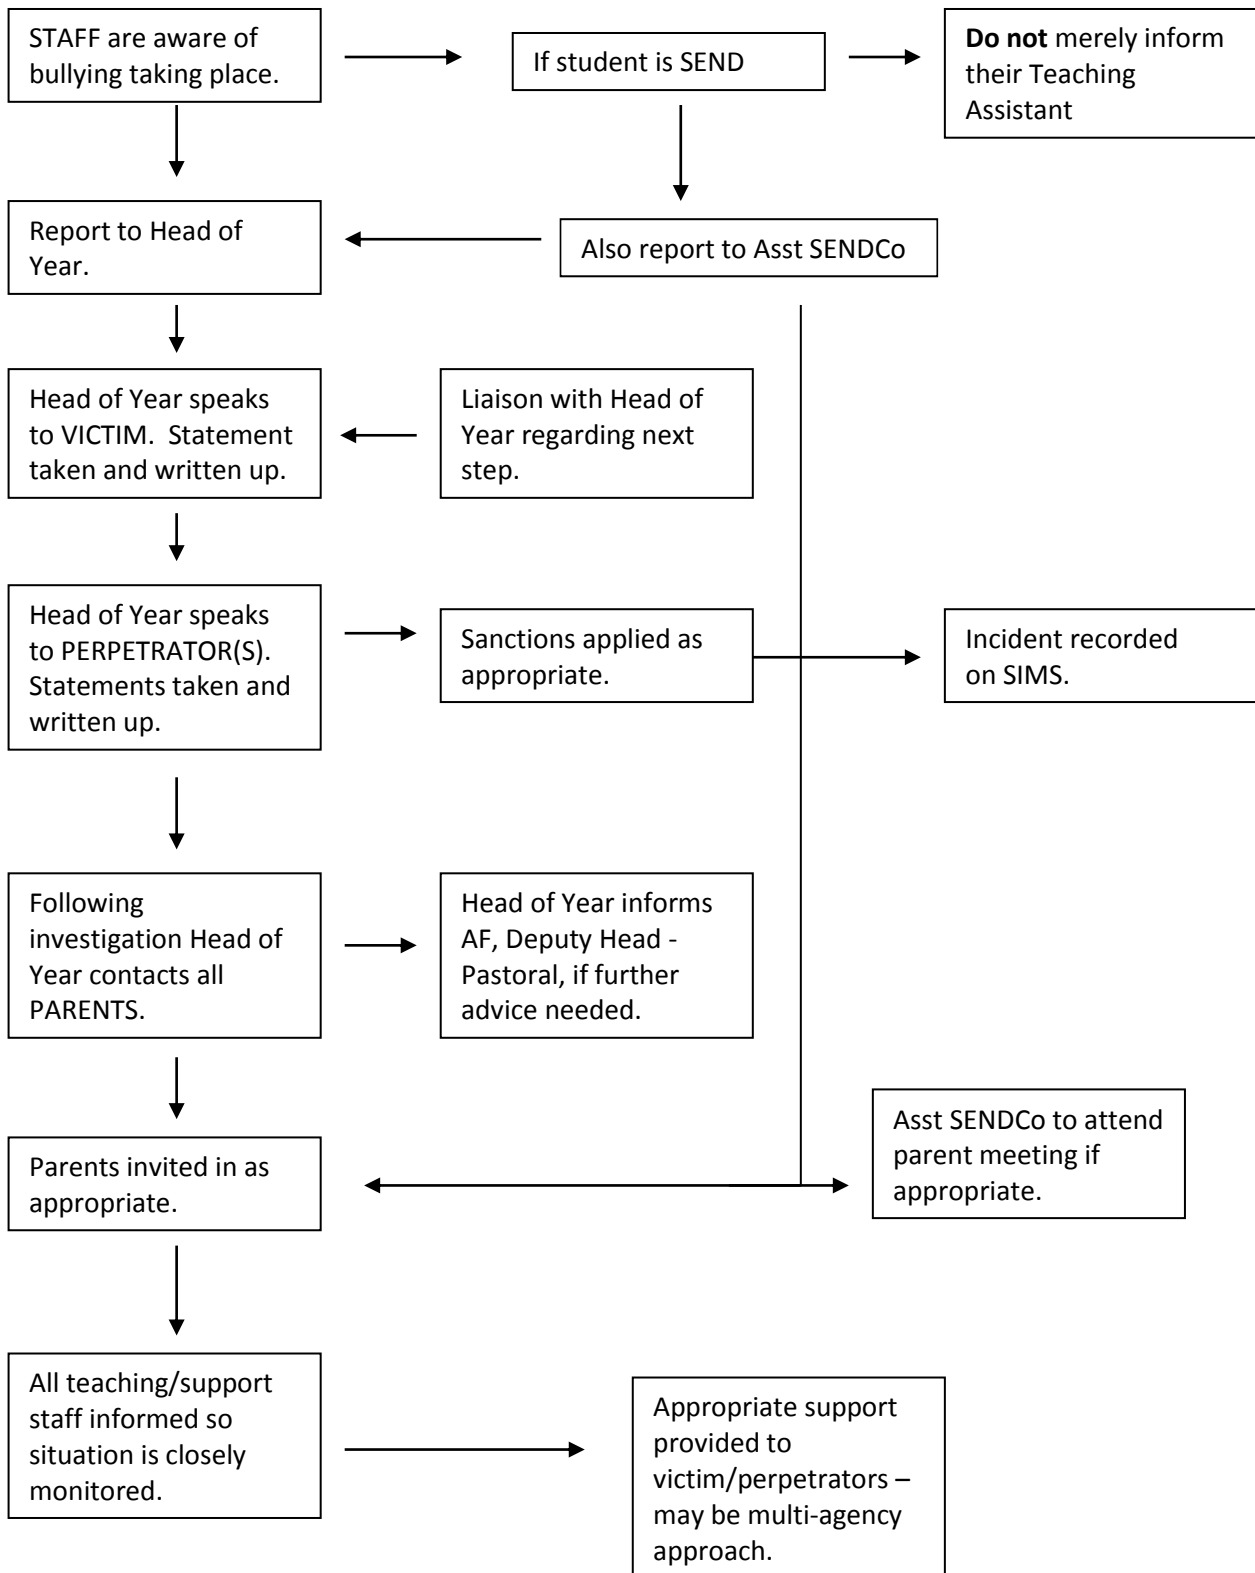 STAFF are aware of
bullying taking place.
If student is SEND
Do not merely inform
their Teaching
Assistant
Report to Head of
Year.
Also report to Asst SENDCo
Head of Year speaks
to VICTIM.  Statement
taken and written up.
Liaison with Head of
Year regarding next
step.
Head of Year speaks
to PERPETRATOR(S).
Statements taken and
written up.
Sanctions applied as
appropriate.
Incident recorded
on SIMS.
Following
investigation Head of
Year contacts all
PARENTS.
Head of Year informs
AF, Deputy Head -
Pastoral, if further
advice needed.
Parents invited in as
appropriate.
Asst SENDCo to attend
parent meeting if
appropriate.
All teaching/support
staff informed so
situation is closely
monitored.
Appropriate support
provided to
victim/perpetrators –
may be multi-agency
approach.